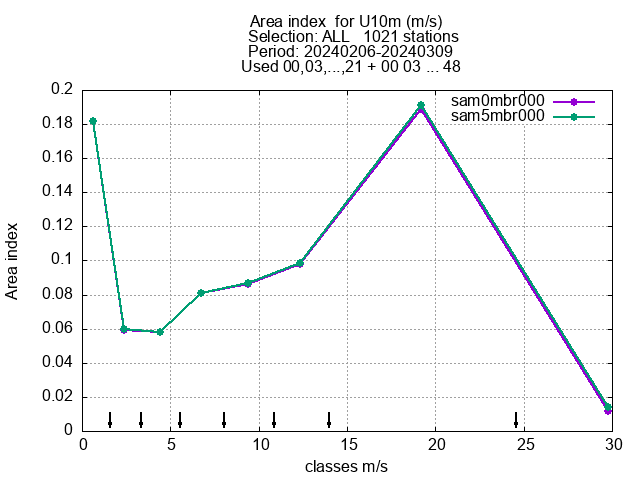 Area index  for U10m (m/s)
Selection: ALL   1021 stations
Period: 20240206-20240309
Used 00,03,...,21 + 00 03 ... 48
sam0mbr000
sam5mbr000
0.2
0.18
0.16
0.14
0.12
0.1
0.08
0.06
0.04
0.02
0
Area index
0 5 10 15 20 25 30
classes m/s